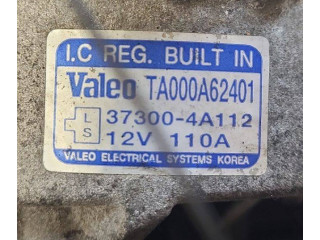 I.C REG. BUILT IN
Valeo TA000A62401
L S 37300-4A112
12V 110A
VALEO ELECTRICAL SYSTEMS KOREA